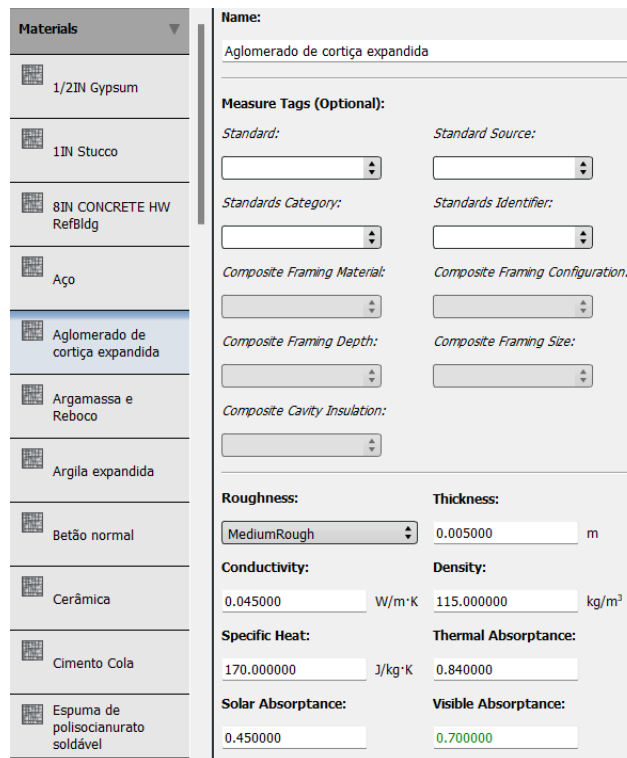 Materials
1/2IN Gypsum
1IN Stucco
8IN CONCRETE HW
RefBldg
Aço
Aglomerado de
cortiça expandida
Argamassa e
Reboco
Argila expandida
Betão normal
Cerâmica
Cimento Cola
Espuma de
polisocianurato
soldável
Name:
Aglomerado de cortiça expandida
Measure Tags (Optional):
Standard: Standard Source:
Standards Category: Standards Identifier:
Composite Framing Material: Composite Framing Configuration:
Composite Framing Depth: Composite Framing Size:
Composite Cavity Insulation:
Roughness: Thickness:
MediumRough 0.005000 m
Conductivity: Density:
0.045000 W/m·K 115.000000 kg/m³
Specific Heat: Thermal Absorptance:
170.000000 J/kg·K 0.840000
Solar Absorptance: Visible Absorptance:
0.450000 0.700000